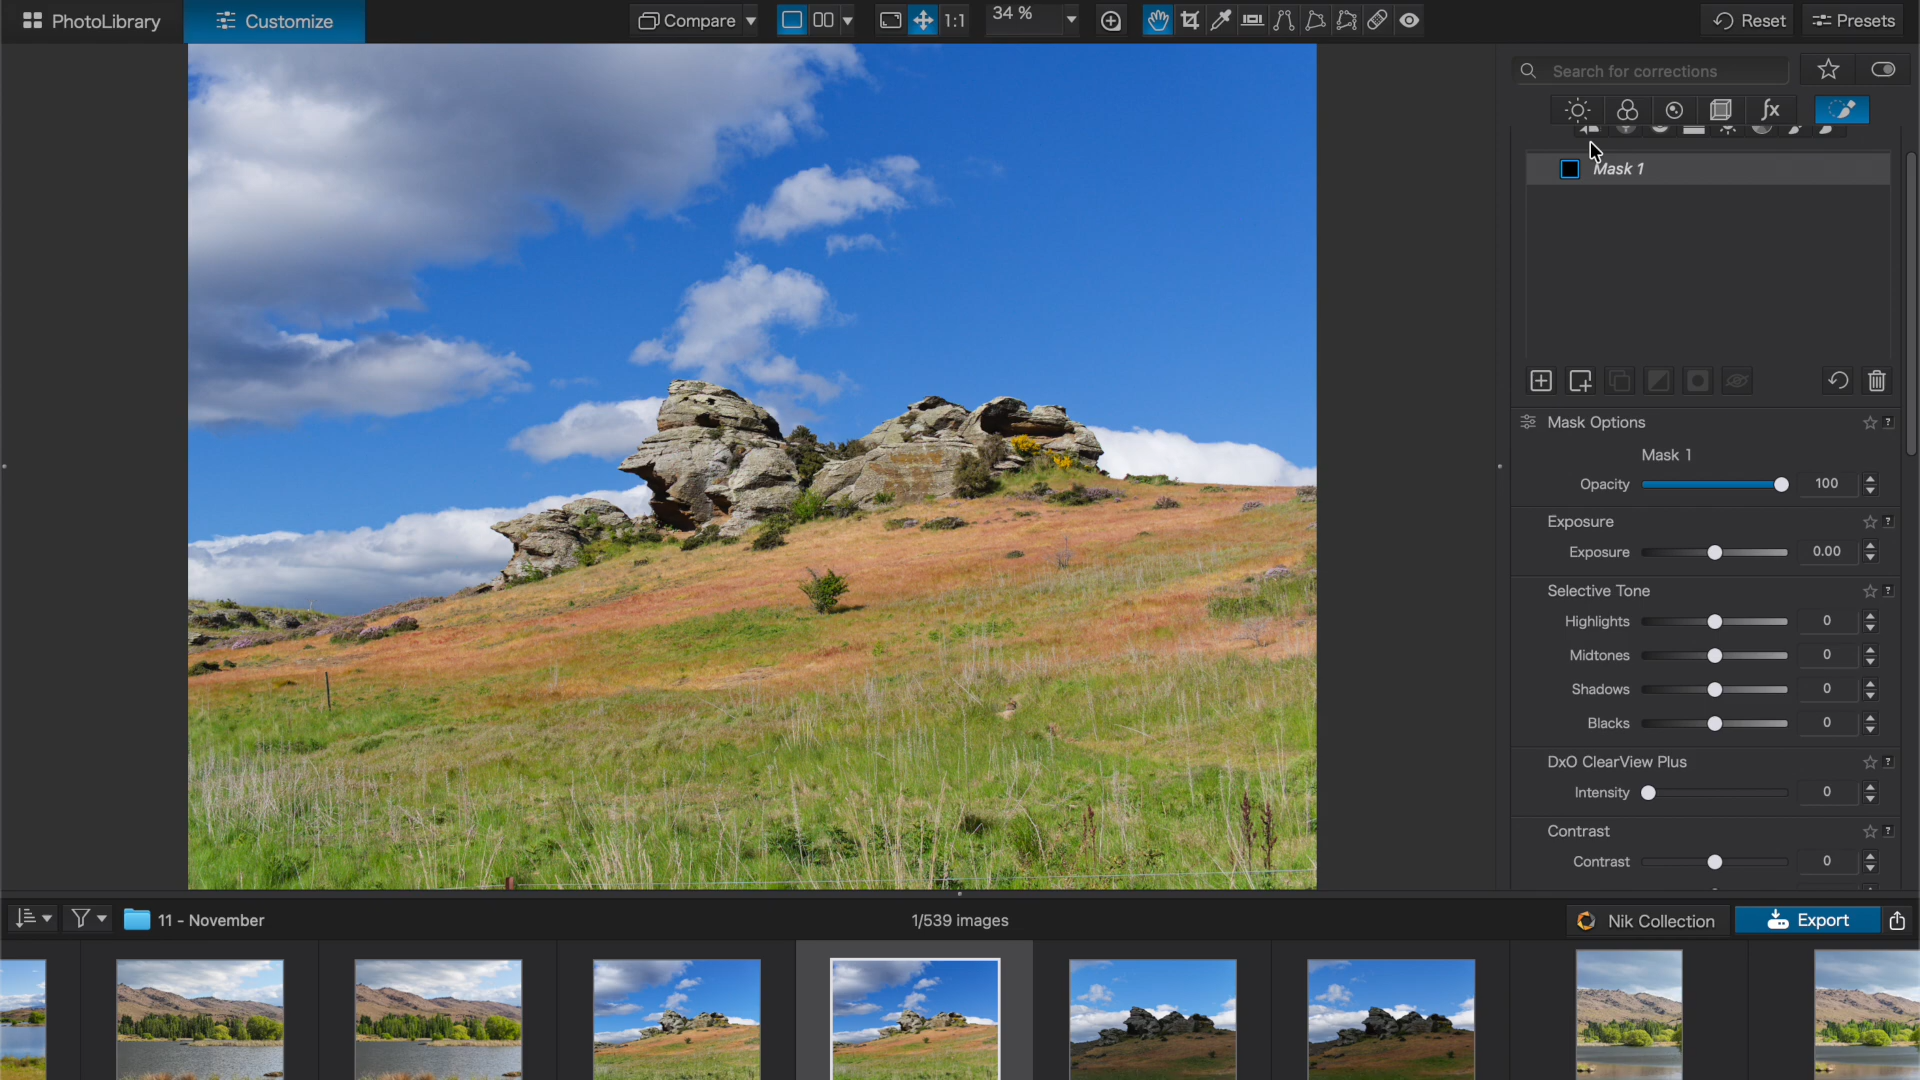 PhotoLibrary
Customize
Compare
1:1
34 %
Reset
Presets
Search for corrections
fx
Mask 1
Mask Options
?
Mask 1
Opacity
100
Exposure
?
Exposure
0.00
Selective Tone
?
Highlights
0
Midtones
0
Shadows
0
Blacks
0
DxO ClearView Plus
?
Intensity
0
Contrast
?
Contrast
0
11 - November
1/539 images
Nik Collection
Export